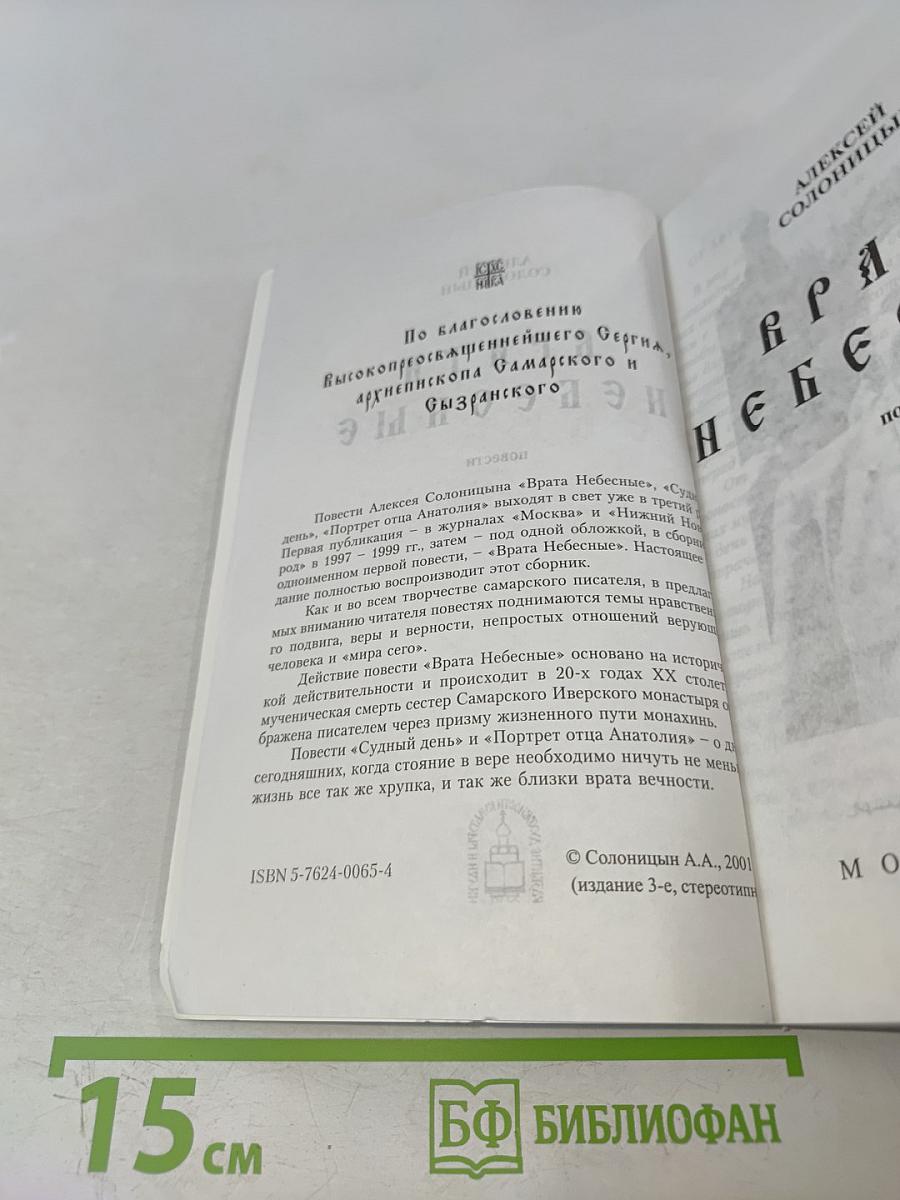 ІС ХС
НИКА
По благословению
Высокопреосвященнейшего Сергия,
архиепископа Самарского и
Сызранского
Повести Алексея Солоницына «Врата Небесные», «Суд
день», «Портрет отца Анатолия» выходят в свет уже в третий
Первая публикация – в журналах «Москва» и «Нижний Нов
род» в 1997 – 1999 гг., затем – под одной обложкой, в сборни
одноименном первой повести, – «Врата Небесные». Настоящее
дание полностью воспроизводит этот сборник.
Как и во всем творчестве самарского писателя, в предлаг
мых вниманию читателя повестях поднимаются темы нравствен
го подвига, веры и верности, непростых отношений верующ
человека и «мира сего».
Действие повести «Врата Небесные» основано на историч
кой действительности и происходит в 20-х годах XX столет
мученическая смерть сестер Самарского Иверского монастыря о
бражена писателем через призму жизненного пути монахинь.
Повести «Судный день» и «Портрет отца Анатолия» – о д
сегодняшних, когда стояние в вере необходимо ничуть не мень
жизнь все так же хрупка, и так же близки врата вечности.
ISBN 5-7624-0065-4
© Солоницын А.А., 2001
(издание 3-е, стереотипн
АЛЕКСЕЙ
СОЛОНИЦЫ
ВРА
НЕБЕС
по
МО
15 см
БФ БИБЛИОФАН